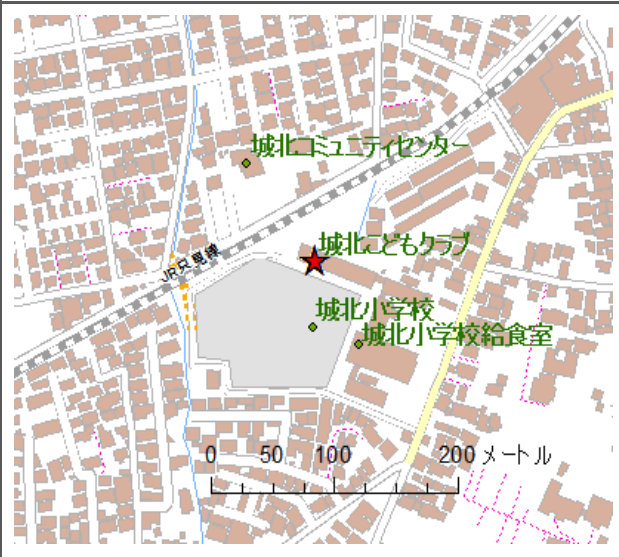 城北コミュニティセンター
城北こどもクラブ
JR只見線
城北小学校
城北小学校給食室
0 50 100 200 メートル